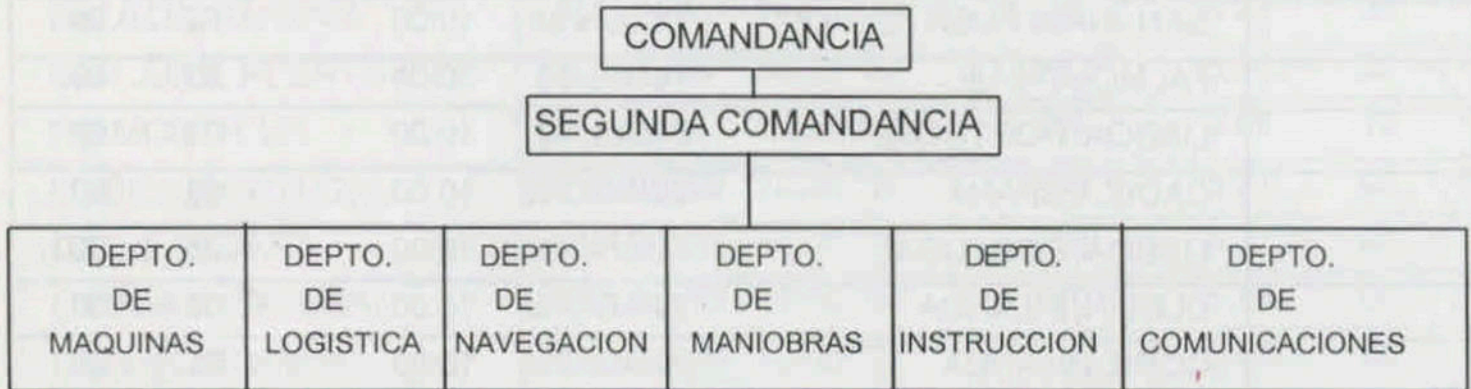 COMANDANCIA
SEGUNDA COMANDANCIA
DEPTO.
DE
MAQUINAS
DEPTO.
DE
LOGISTICA
DEPTO.
DE
NAVEGACION
DEPTO.
DE
MANIOBRAS
DEPTO.
DE
INSTRUCCION
DEPTO.
DE
COMUNICACIONES